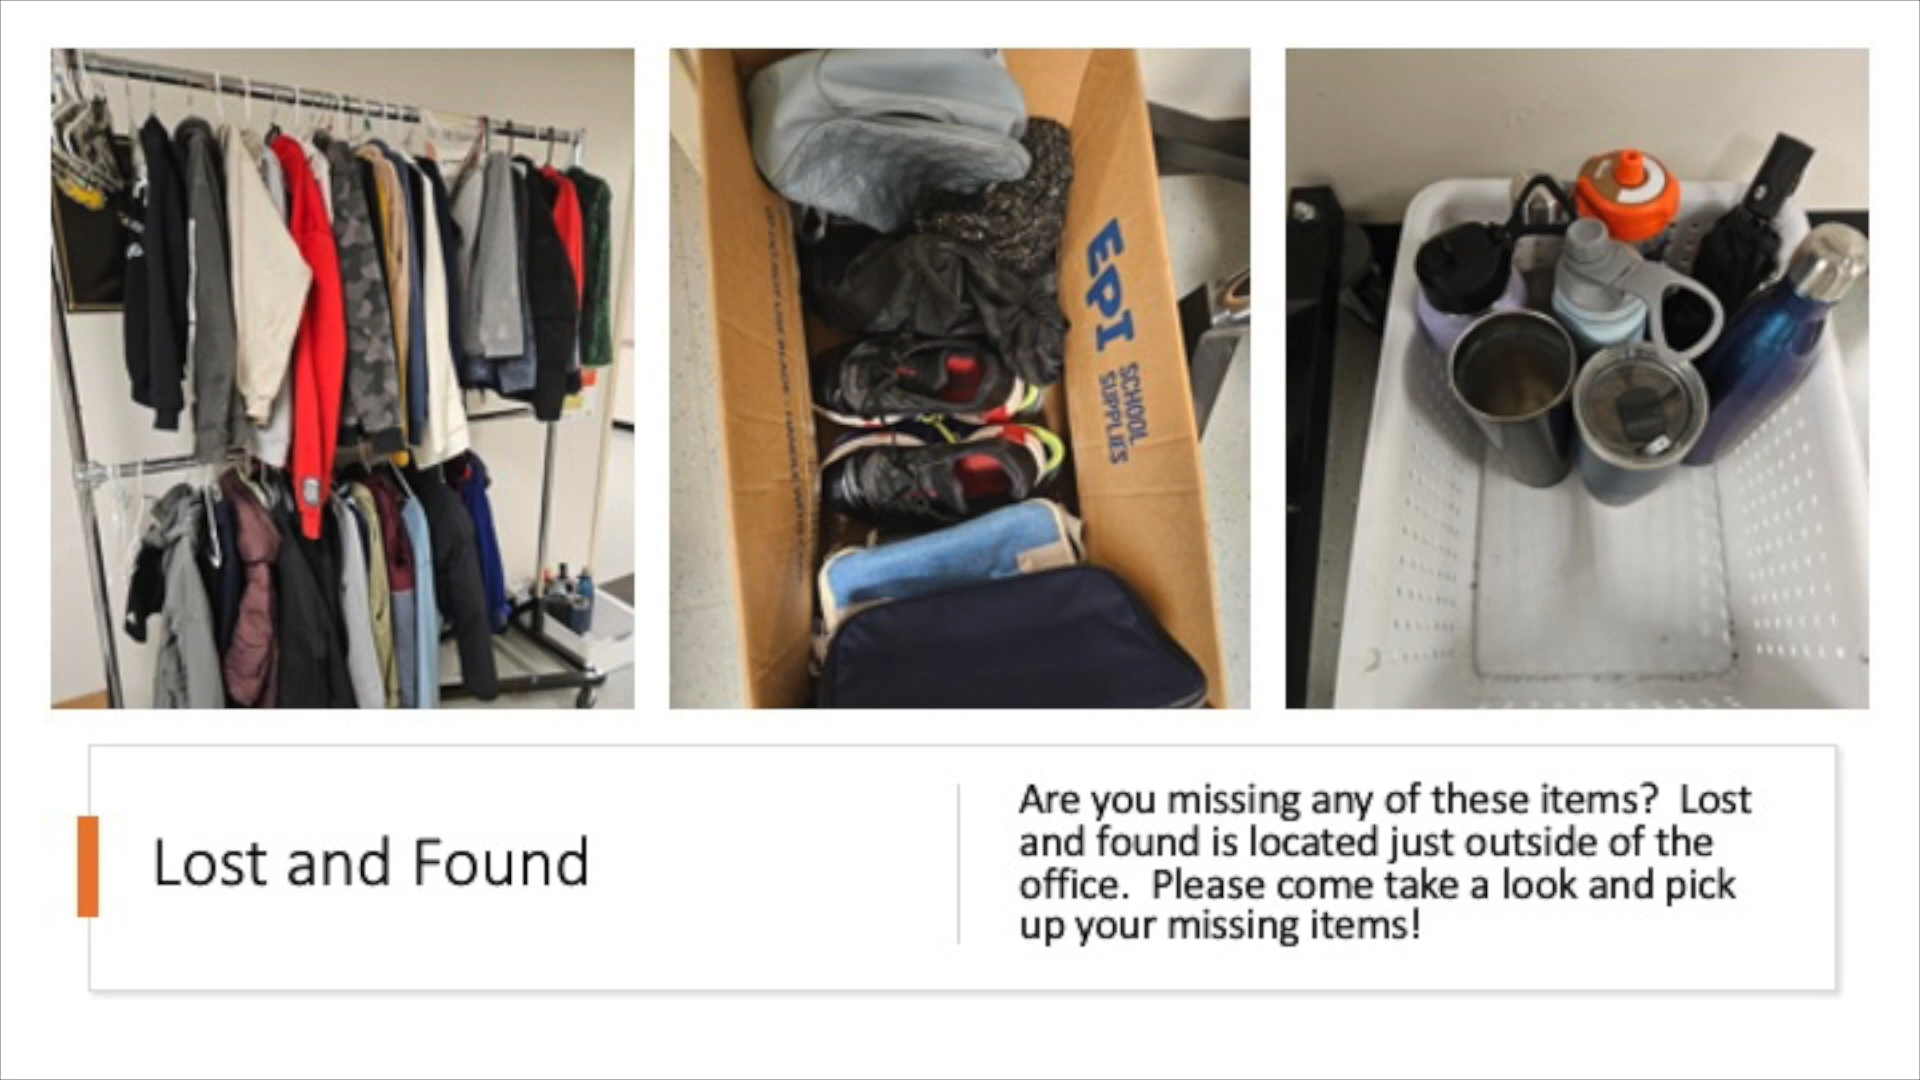 EPI
SCHOOL
SUPPLIES
Lost and Found
Are you missing any of these items?  Lost
and found is located just outside of the
office.  Please come take a look and pick
up your missing items!